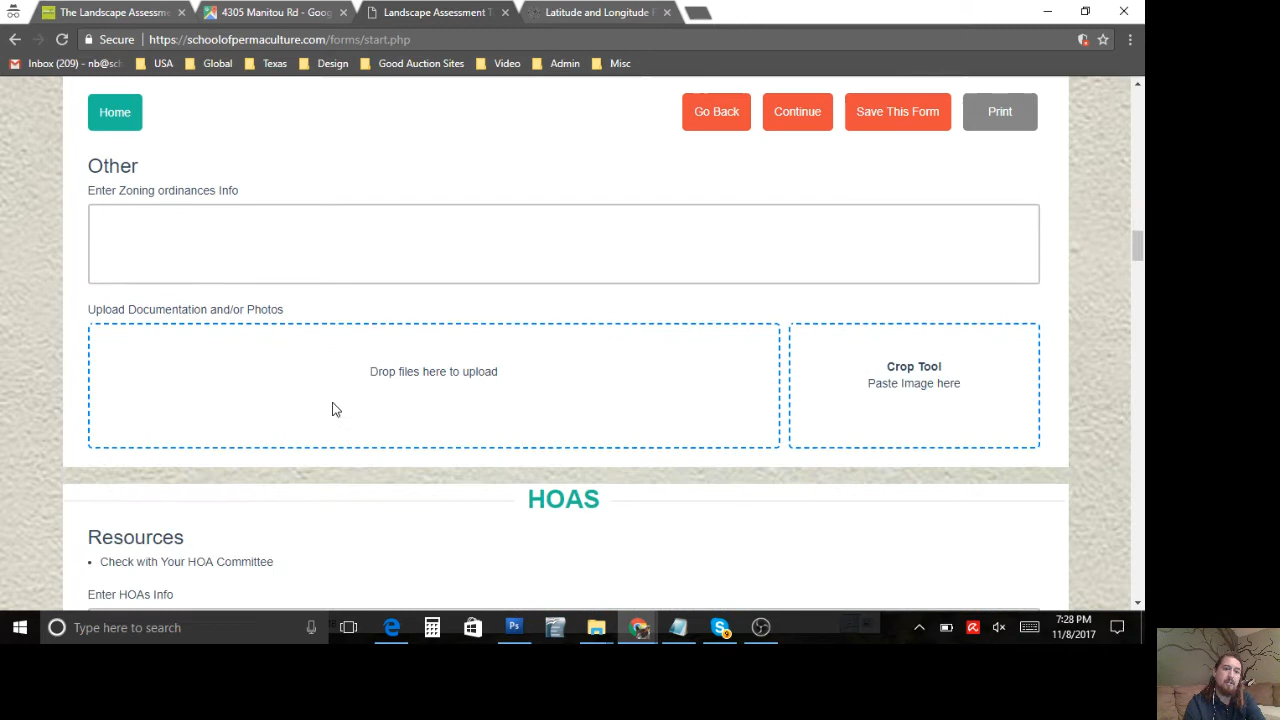 The Landscape Assessm
4305 Manitou Rd - Goog
Landscape Assessment T
Latitude and Longitude
Secure
https://schoolofpermaculture.com/forms/start.php
Inbox (209) - nb@sch
USA
Global
Texas
Design
Good Auction Sites
Video
Admin
Misc
Home
Go Back
Continue
Save This Form
Print
Other
Enter Zoning ordinances Info
Upload Documentation and/or Photos
Drop files here to upload
Crop Tool
Paste Image here
HOAS
Resources
• Check with Your HOA Committee
Enter HOAs Info
Type here to search
7:28 PM
11/8/2017